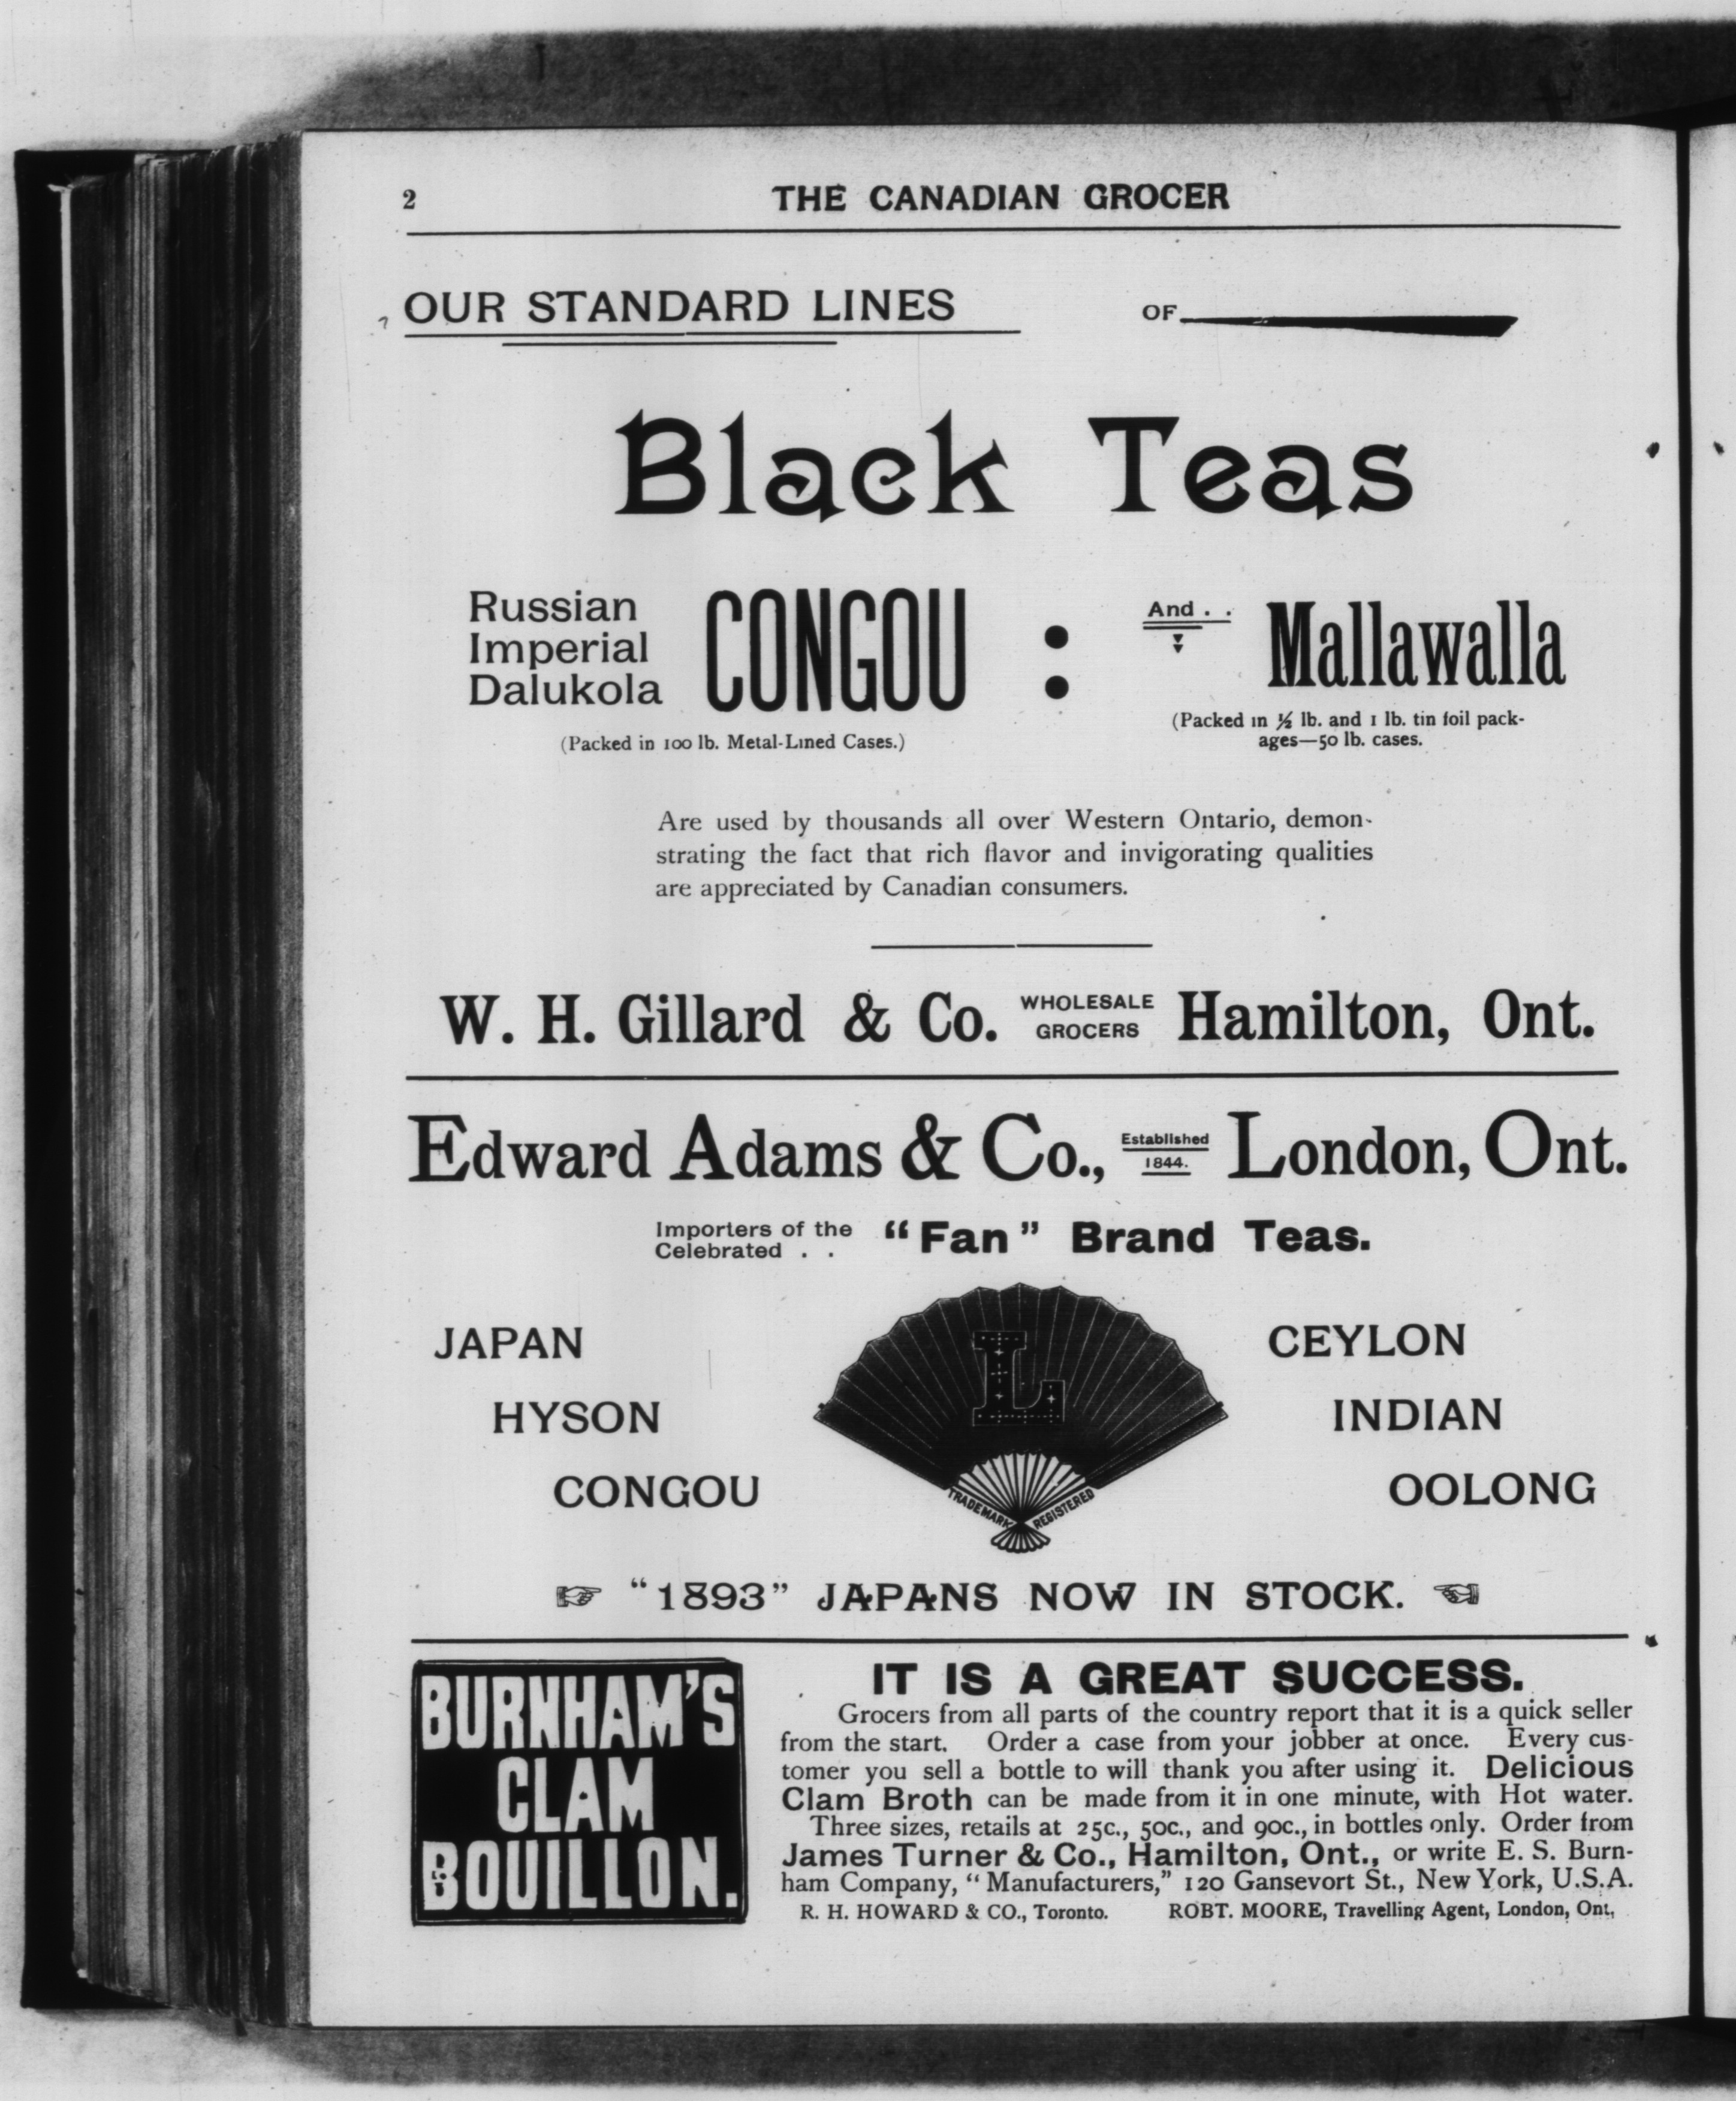 2
THE CANADIAN GROCER
OUR STANDARD LINES OF
Black Teas
Russian
Imperial
Dalukola
CONGOU :
And . .
Mallawalla
(Packed in 100 lb. Metal-Lined Cases.)
(Packed in ½ lb. and 1 lb. tin foil pack-
ages—50 lb. cases.
Are used by thousands all over Western Ontario, demon-
strating the fact that rich flavor and invigorating qualities
are appreciated by Canadian consumers.
W. H. Gillard & Co. WHOLESALE GROCERS Hamilton, Ont.
Edward Adams & Co., Established 1844. London, Ont.
Importers of the
Celebrated . .
“Fan” Brand Teas.
JAPAN
HYSON
CONGOU
L
TRADEMARK REGISTERED
CEYLON
INDIAN
OOLONG
☞ “1893” JAPANS NOW IN STOCK. ☜
BURNHAM'S
CLAM
BOUILLON.
IT IS A GREAT SUCCESS.
Grocers from all parts of the country report that it is a quick seller
from the start. Order a case from your jobber at once. Every cus-
tomer you sell a bottle to will thank you after using it. Delicious
Clam Broth can be made from it in one minute, with Hot water.
Three sizes, retails at 25c., 50c., and 90c., in bottles only. Order from
James Turner & Co., Hamilton, Ont., or write E. S. Burn-
ham Company, “Manufacturers,” 120 Gansevort St., New York, U.S.A.
R. H. HOWARD & CO., Toronto. ROBT. MOORE, Travelling Agent, London, Ont.